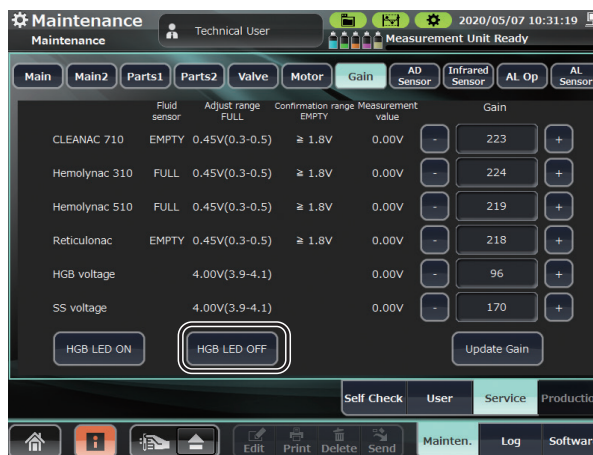 Maintenance
Maintenance
Technical User
2020/05/07 10:31:19
Measurement Unit Ready
Main Main2 Parts1 Parts2 Valve Motor Gain AD Sensor Infrared Sensor AL Op AL Sensor
Fluid sensor Adjust range FULL Confirmation range EMPTY Measurement value Gain
CLEANAC 710 EMPTY 0.45V(0.3-0.5) ≧ 1.8V 0.00V - 223 +
Hemolynac 310 FULL 0.45V(0.3-0.5) ≧ 1.8V 0.00V - 224 +
Hemolynac 510 FULL 0.45V(0.3-0.5) ≧ 1.8V 0.00V - 219 +
Reticulonac EMPTY 0.45V(0.3-0.5) ≧ 1.8V 0.00V - 218 +
HGB voltage 4.00V(3.9-4.1) 0.00V - 96 +
SS voltage 4.00V(3.9-4.1) 0.00V - 170 +
HGB LED ON HGB LED OFF Update Gain
Self Check User Service Productio
Edit Print Delete Send Mainten. Log Softwar